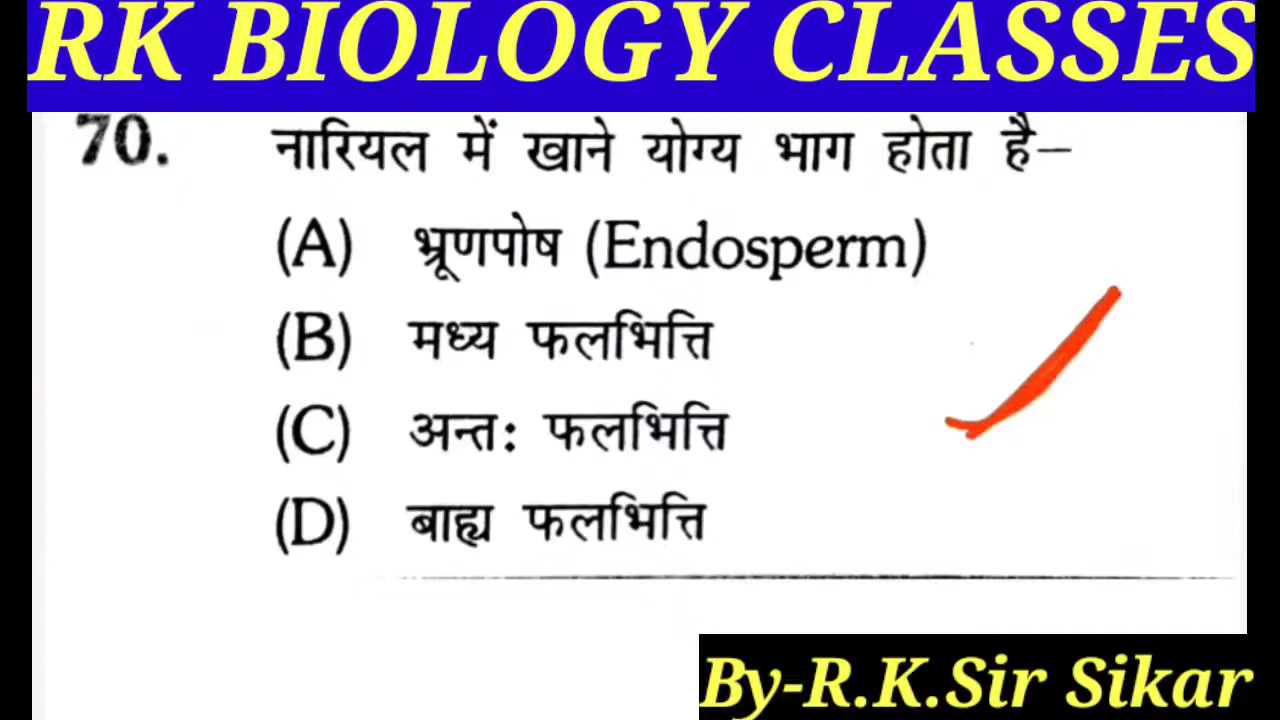 RK BIOLOGY CLASSES
70. नारियल में खाने योग्य भाग होता है–
(A) भ्रूणपोष (Endosperm)
(B) मध्य फलभित्ति
(C) अन्तः फलभित्ति
(D) बाह्य फलभित्ति
By-R.K.Sir Sikar